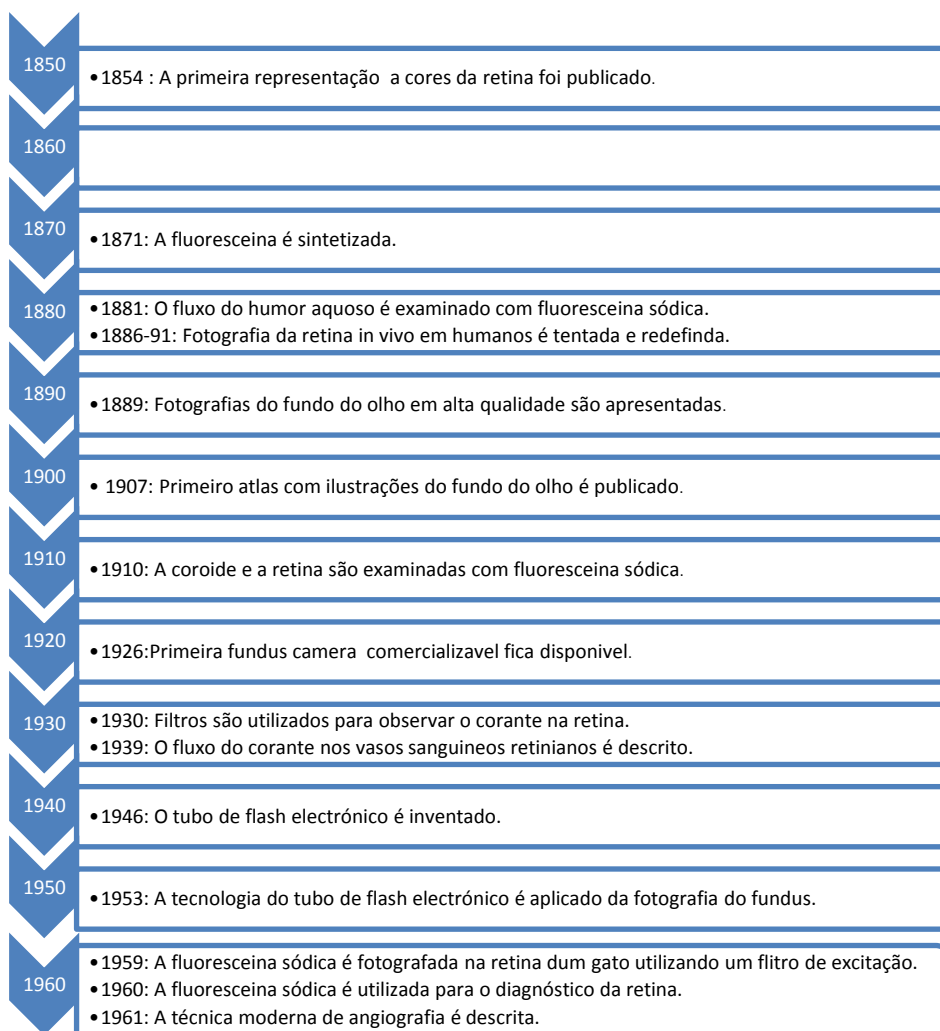 1850
•1854 : A primeira representação a cores da retina foi publicado.
1860
1870
•1871: A fluoresceina é sintetizada.
1880
•1881: O fluxo do humor aquoso é examinado com fluoresceina sódica.
•1886-91: Fotografia da retina in vivo em humanos é tentada e redefinda.
1890
•1889: Fotografias do fundo do olho em alta qualidade são apresentadas.
1900
• 1907: Primeiro atlas com ilustrações do fundo do olho é publicado.
1910
•1910: A coroide e a retina são examinadas com fluoresceina sódica.
1920
•1926:Primeira fundus camera comercializavel fica disponivel.
1930
•1930: Filtros são utilizados para observar o corante na retina.
•1939: O fluxo do corante nos vasos sanguineos retinianos é descrito.
1940
•1946: O tubo de flash electrónico é inventado.
1950
•1953: A tecnologia do tubo de flash electrónico é aplicado da fotografia do fundus.
1960
•1959: A fluoresceina sódica é fotografada na retina dum gato utilizando um flitro de excitação.
•1960: A fluoresceina sódica é utilizada para o diagnóstico da retina.
•1961: A técnica moderna de angiografia é descrita.